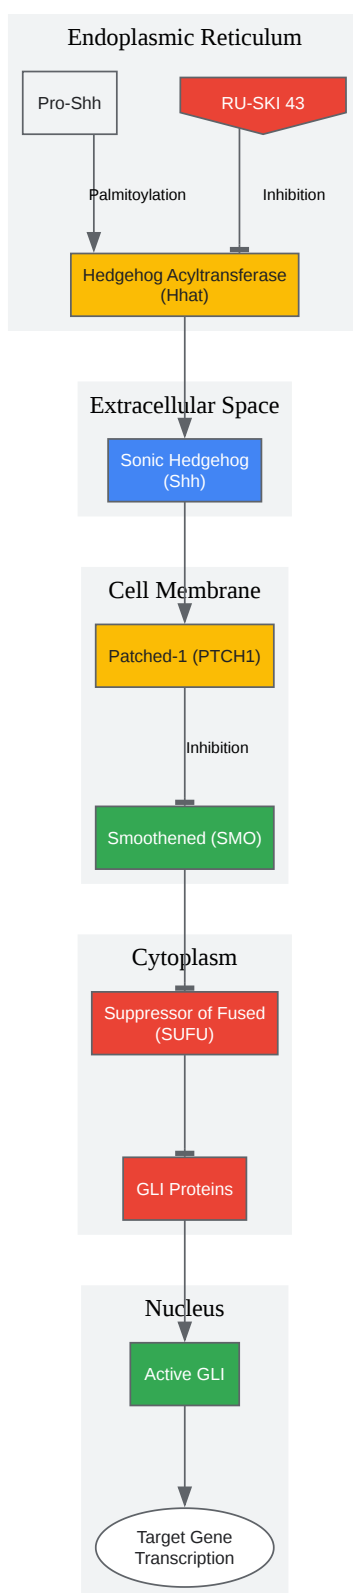 Endoplasmic Reticulum
Pro-Shh
RU-SKI 43
Palmitoylation
Inhibition
Hedgehog Acyltransferase
(Hhat)
Extracellular Space
Sonic Hedgehog
(Shh)
Cell Membrane
Patched-1 (PTCH1)
Inhibition
Smoothened (SMO)
Cytoplasm
Suppressor of Fused
(SUFU)
GLI Proteins
Nucleus
Active GLI
Target Gene
Transcription